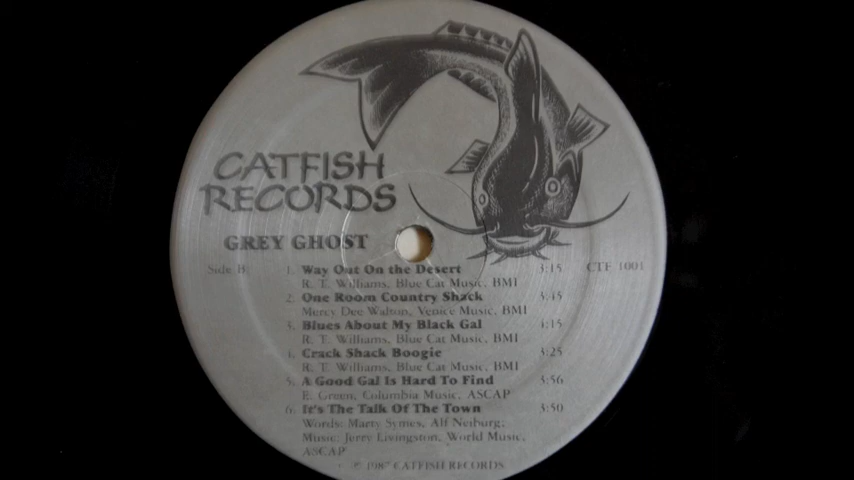 CATFISH
RECORDS
GREY GHOST
Side B
CTF 1001
1. Way Out On the Desert 3:15
R. T. Williams, Blue Cat Music, BMI
2. One Room Country Shack
Mercy Dee Walton, Venice Music, BMI
3. Blues About My Black Gal
R. T. Williams, Blue Cat Music, BMI
4. Crack Shack Boogie 3:25
R. T. Williams, Blue Cat Music, BMI
5. A Good Gal Is Hard To Find 3:56
E. Green, Columbia Music, ASCAP
6. It's The Talk Of The Town 3:50
Words: Marty Symes, Alf Neiburg;
Music: Jerry Livingston, World Music,
ASCAP
© 1987 CATFISH RECORDS